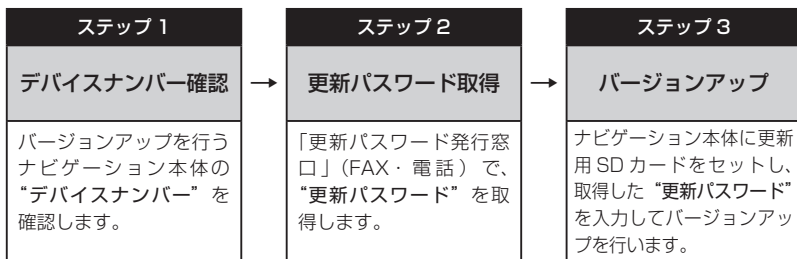 ステップ 1
デバイスナンバー確認
バージョンアップを行う
ナビゲーション本体の
“デバイスナンバー” を
確認します。
→
ステップ 2
更新パスワード取得
「更新パスワード発行窓
口」(FAX・電話) で、
“更新パスワード” を取
得します。
→
ステップ 3
バージョンアップ
ナビゲーション本体に更新
用 SD カードをセットし、
取得した “更新パスワード”
を入力してバージョンアッ
プを行います。